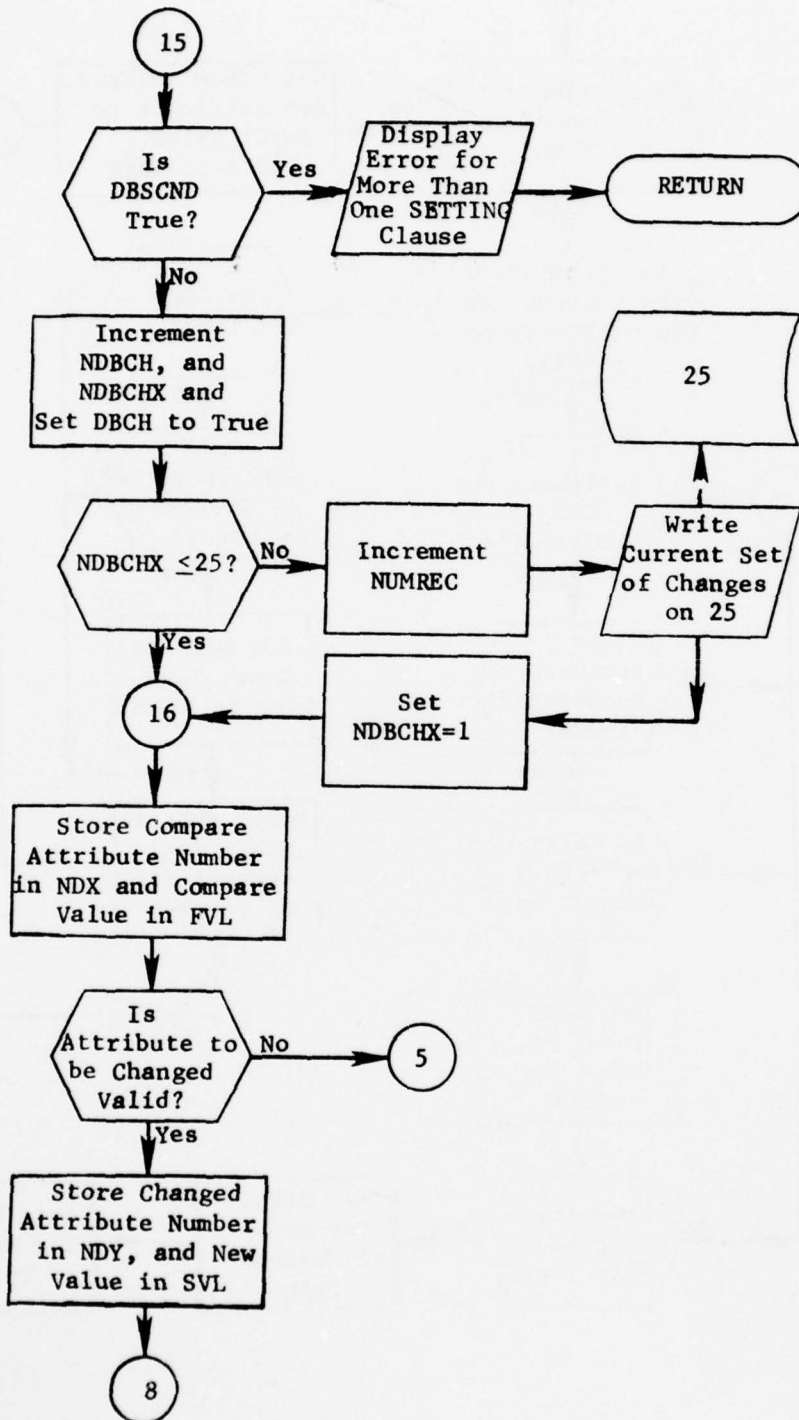 15
Is
DBSCND
True?
Yes
Display
Error for
More Than
One SETTING
Clause
RETURN
No
Increment
NDBCH, and
NDBCHX and
Set DBCH to True
25
NDBCHX ≤25?
No
Increment
NUMREC
Write
Current Set
of Changes
on 25
Yes
16
Set
NDBCHX=1
Store Compare
Attribute Number
in NDX and Compare
Value in FVL
Is
Attribute to
be Changed
Valid?
No
5
Yes
Store Changed
Attribute Number
in NDY, and New
Value in SVL
8